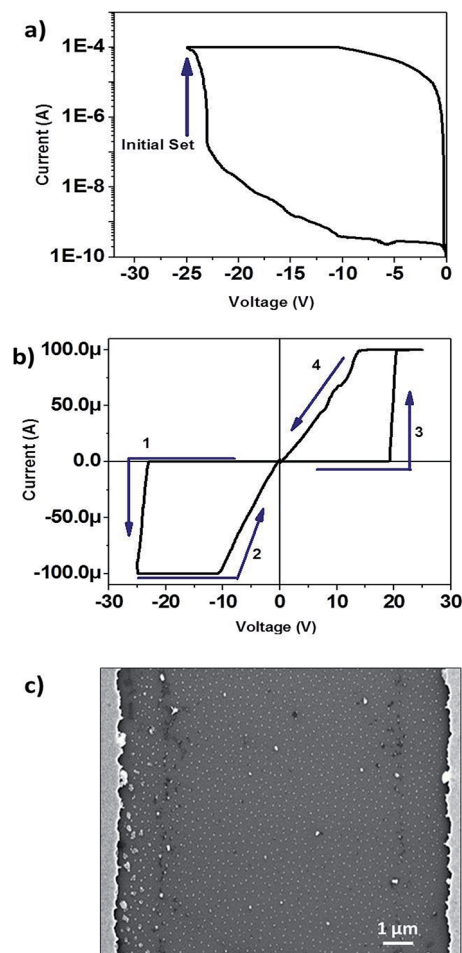 a)
1E-4
1E-6
1E-8
1E-10
Current (A)
Initial Set
-30 -25 -20 -15 -10 -5 0
Voltage (V)
b)
100.0µ
50.0µ
0.0
-50.0µ
-100.0µ
Current (A)
1
2
3
4
-30 -20 -10 0 10 20 30
Voltage (V)
c)
1 µm